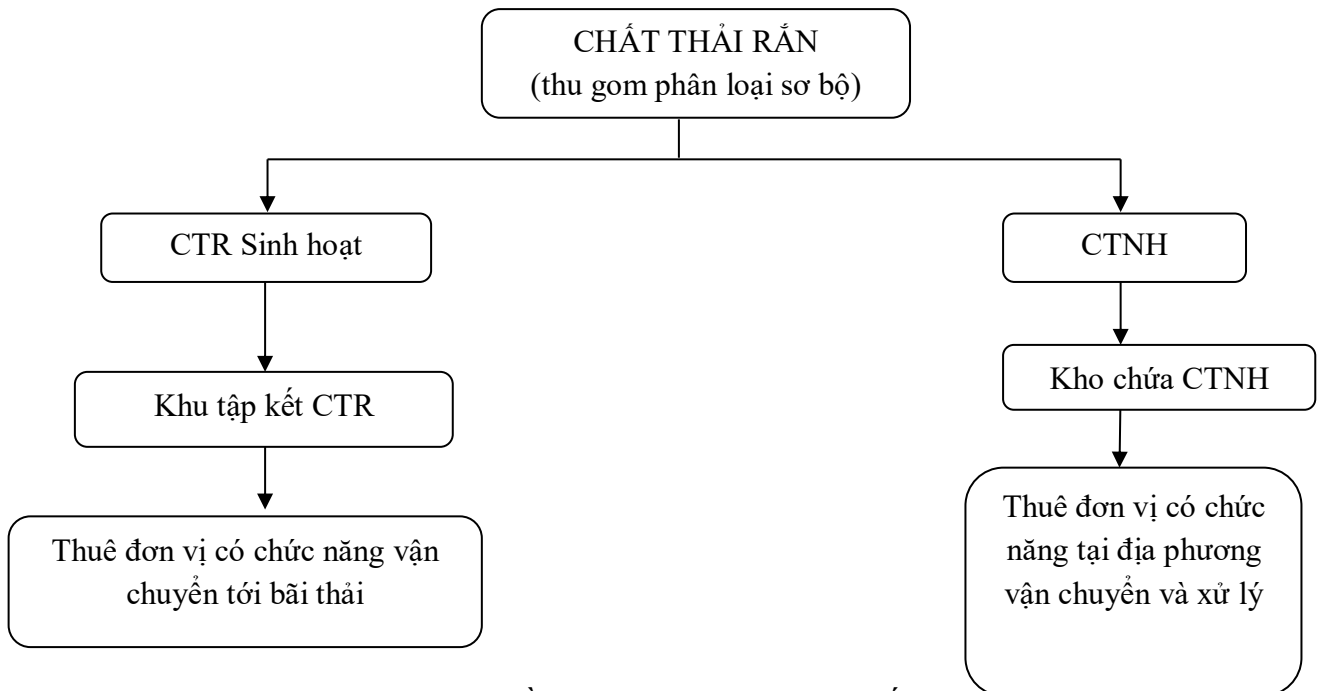 CHẤT THẢI RẮN
(thu gom phân loại sơ bộ)
CTR Sinh hoạt
CTNH
Khu tập kết CTR
Kho chứa CTNH
Thuê đơn vị có chức năng vận
chuyển tới bãi thải
Thuê đơn vị có chức
năng tại địa phương
vận chuyển và xử lý